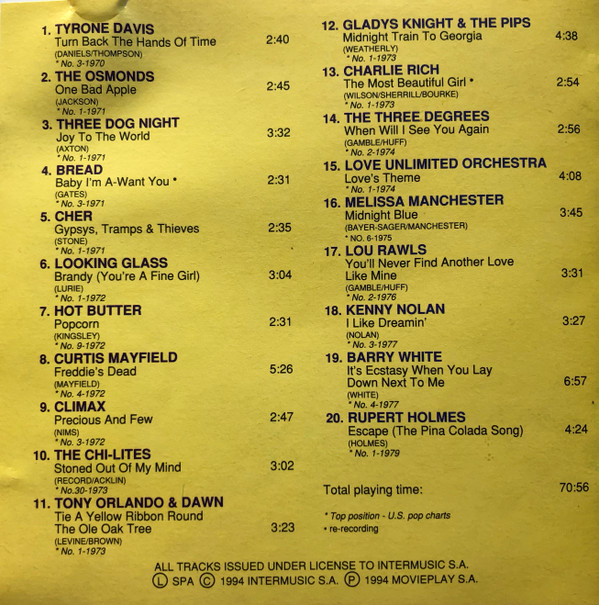 1. TYRONE DAVIS
Turn Back The Hands Of Time 2:40
(DANIELS/THOMPSON)
* No. 3-1970
2. THE OSMONDS
One Bad Apple 2:45
(JACKSON)
* No. 1-1971
3. THREE DOG NIGHT
Joy To The World 3:32
(AXTON)
* No. 1-1971
4. BREAD
Baby I'm A-Want You * 2:31
(GATES)
* No. 3-1971
5. CHER
Gypsys, Tramps & Thieves 2:35
(STONE)
* No. 1-1971
6. LOOKING GLASS
Brandy (You're A Fine Girl) 3:04
(LURIE)
* No. 1-1972
7. HOT BUTTER
Popcorn 2:31
(KINGSLEY)
* No. 9-1972
8. CURTIS MAYFIELD
Freddie's Dead 5:26
(MAYFIELD)
* No. 4-1972
9. CLIMAX
Precious And Few 2:47
(NIMS)
* No. 3-1972
10. THE CHI-LITES
Stoned Out Of My Mind 3:02
(RECORD/ACKLIN)
* No.30-1973
11. TONY ORLANDO & DAWN
Tie A Yellow Ribbon Round
The Ole Oak Tree 3:23
(LEVINE/BROWN)
* No. 1-1973
12. GLADYS KNIGHT & THE PIPS
Midnight Train To Georgia 4:38
(WEATHERLY)
* No. 1-1973
13. CHARLIE RICH
The Most Beautiful Girl * 2:54
(WILSON/SHERRILL/BOURKE)
* No. 1-1973
14. THE THREE DEGREES
When Will I See You Again 2:56
(GAMBLE/HUFF)
* No. 2-1974
15. LOVE UNLIMITED ORCHESTRA
Love's Theme 4:08
* No. 1-1974
16. MELISSA MANCHESTER
Midnight Blue 3:45
(BAYER-SAGER/MANCHESTER)
* NO. 6-1975
17. LOU RAWLS
You'll Never Find Another Love
Like Mine 3:31
(GAMBLE/HUFF)
* No. 2-1976
18. KENNY NOLAN
I Like Dreamin' 3:27
(NOLAN)
* No. 3-1977
19. BARRY WHITE
It's Ecstasy When You Lay
Down Next To Me 6:57
(WHITE)
* No. 4-1977
20. RUPERT HOLMES
Escape (The Pina Colada Song) 4:24
(HOLMES)
* No. 1-1979
Total playing time: 70:56
* Top position - U.S. pop charts
* re-recording
ALL TRACKS ISSUED UNDER LICENSE TO INTERMUSIC S.A.
Ⓛ SPA Ⓒ 1994 INTERMUSIC S.A. Ⓟ 1994 MOVIEPLAY S.A.